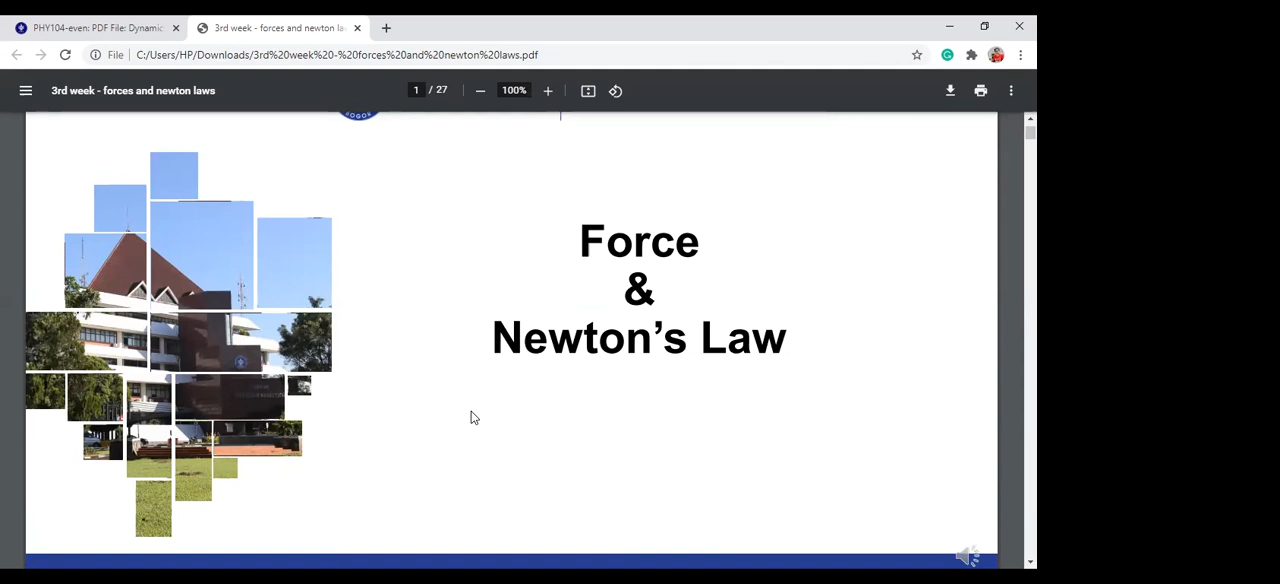 PHY104-even: PDF File: Dynamic
3rd week - forces and newton la
File
C:/Users/HP/Downloads/3rd%20week%20-%20forces%20and%20newton%20laws.pdf
3rd week - forces and newton laws
1 / 27
100%
BOGOR
Force
&
Newton's Law